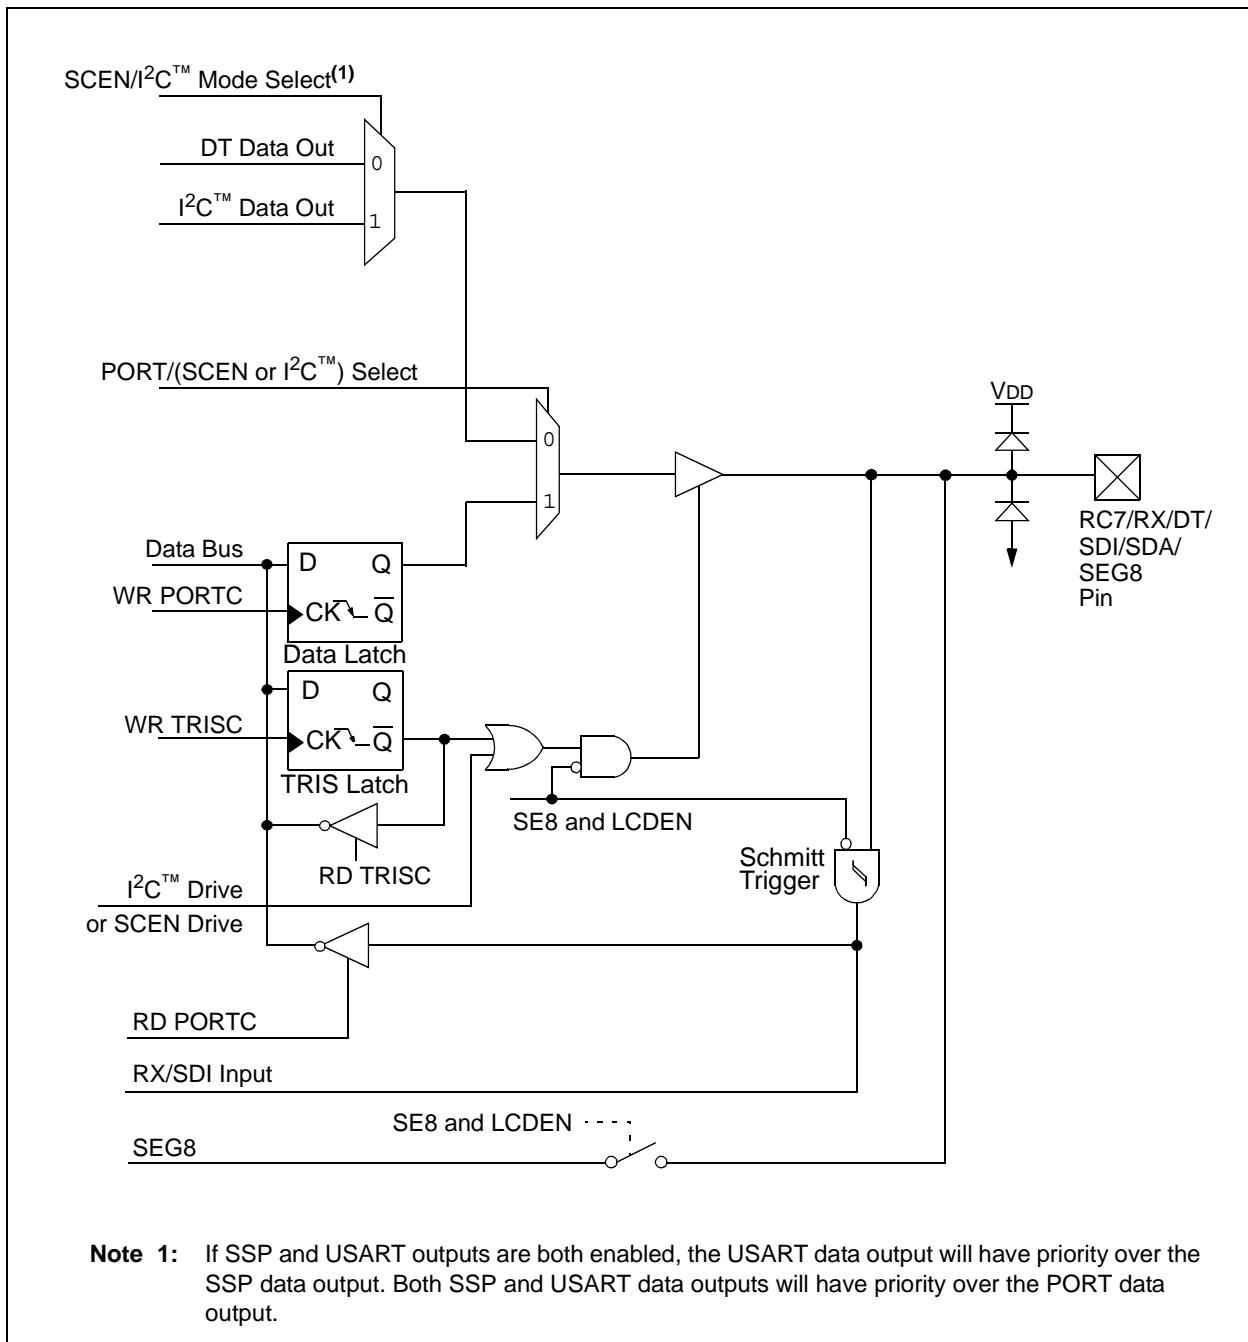 SCEN/I²C™ Mode Select(1)
DT Data Out
0
I²C™ Data Out
1
PORT/(SCEN or I²C™) Select
VDD
0
1
RC7/RX/DT/
SDI/SDA/
SEG8
Pin
Data Bus
D Q
WR PORTC
CK Q̅
Data Latch
D Q
WR TRISC
CK Q̅
TRIS Latch
SE8 and LCDEN
RD TRISC
Schmitt
Trigger
I²C™ Drive
or SCEN Drive
RD PORTC
RX/SDI Input
SE8 and LCDEN
SEG8
Note 1: If SSP and USART outputs are both enabled, the USART data output will have priority over the
SSP data output. Both SSP and USART data outputs will have priority over the PORT data
output.